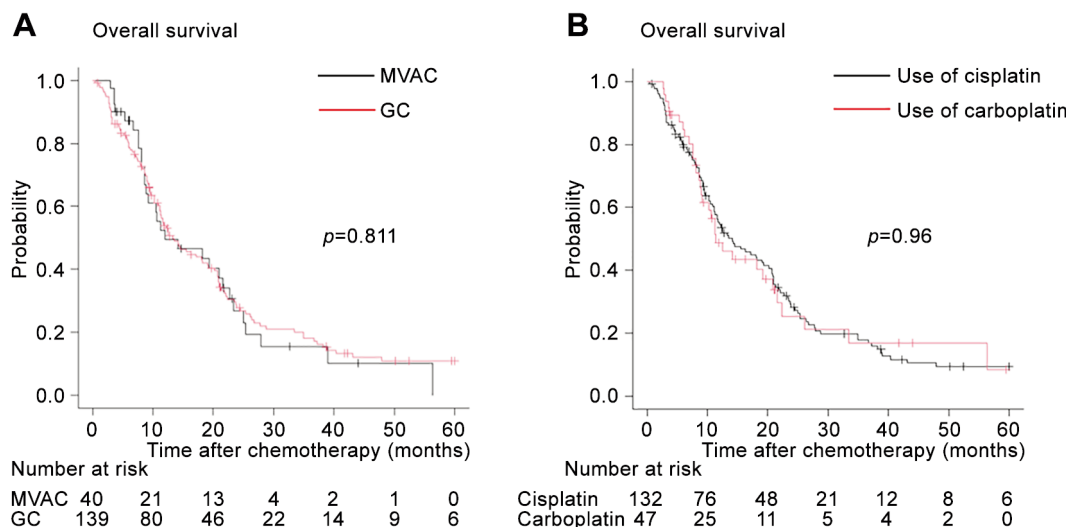 A
Overall survival
MVAC
GC
1.0
0.8
0.6
0.4
0.2
0.0
Probability
p=0.811
0 10 20 30 40 50 60
Time after chemotherapy (months)
Number at risk
MVAC 40 21 13 4 2 1 0
GC 139 80 46 22 14 9 6
B
Overall survival
Use of cisplatin
Use of carboplatin
1.0
0.8
0.6
0.4
0.2
0.0
Probability
p=0.96
0 10 20 30 40 50 60
Time after chemotherapy (months)
Number at risk
Cisplatin 132 76 48 21 12 8 6
Carboplatin 47 25 11 5 4 2 0